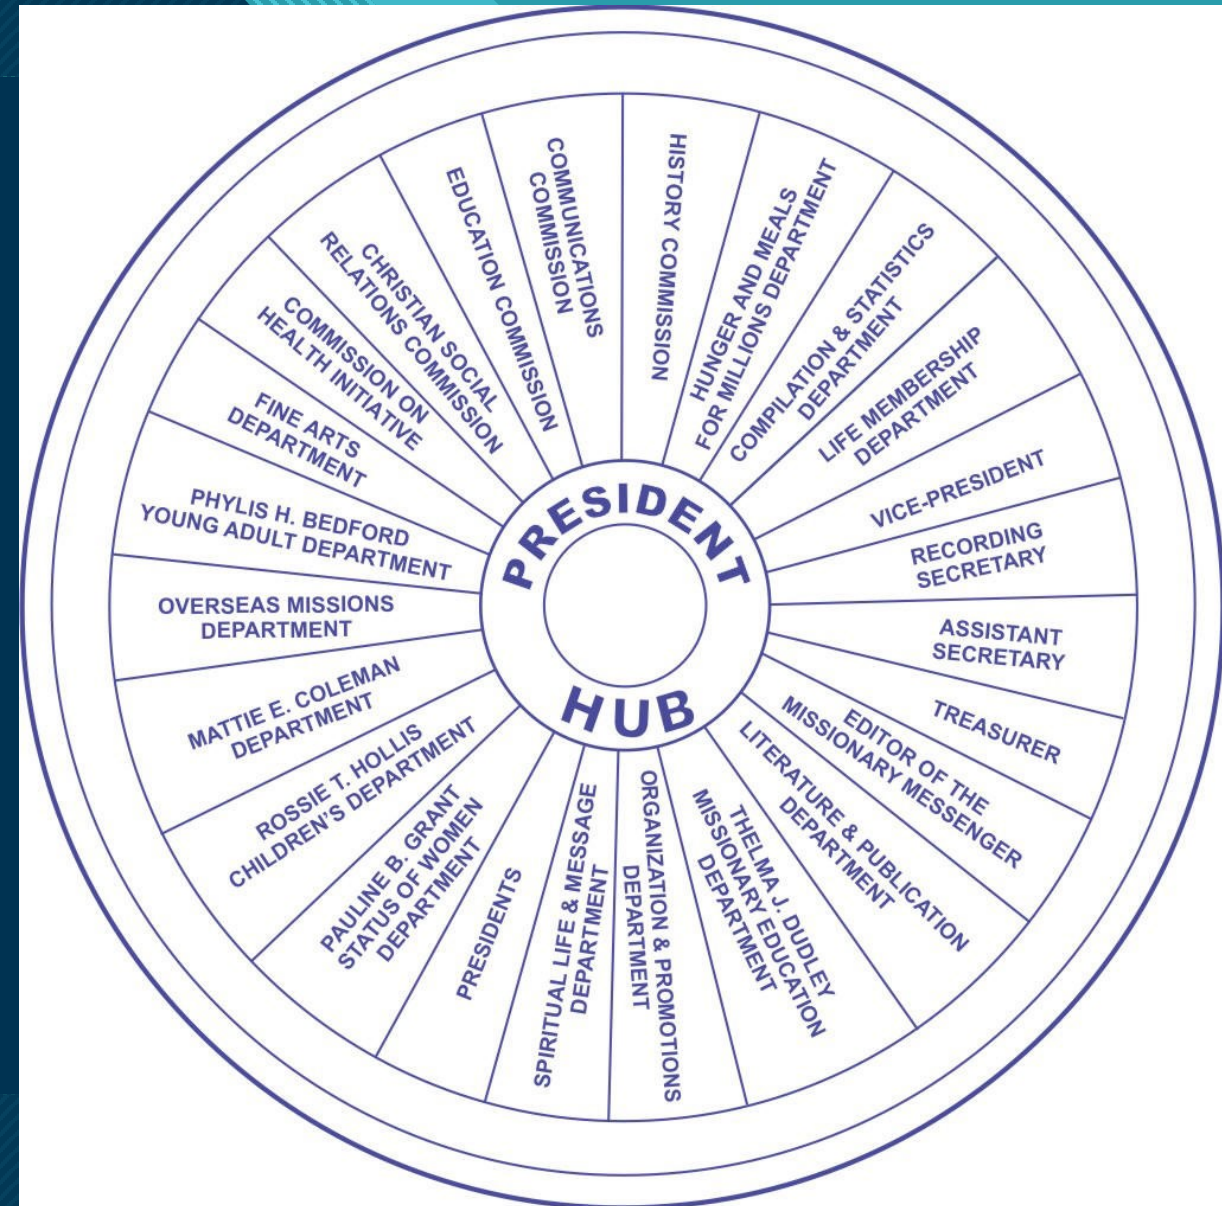 PRESIDENT
HUB
HISTORY COMMISSION
HUNGER AND MEALS
FOR MILLIONS DEPARTMENT
COMPILATION & STATISTICS
DEPARTMENT
LIFE MEMBERSHIP
DEPARTMENT
VICE-PRESIDENT
RECORDING
SECRETARY
ASSISTANT
SECRETARY
TREASURER
EDITOR OF THE
MISSIONARY MESSENGER
LITERATURE & PUBLICATION
DEPARTMENT
THELMA J. DUDLEY
MISSIONARY EDUCATION
DEPARTMENT
ORGANIZATION & PROMOTIONS
DEPARTMENT
SPIRITUAL LIFE & MESSAGE
DEPARTMENT
PRESIDENTS
PAULINE B. GRANT
STATUS OF WOMEN
DEPARTMENT
ROSSIE T. HOLLIS
CHILDREN'S DEPARTMENT
MATTIE E. COLEMAN
DEPARTMENT
OVERSEAS MISSIONS
DEPARTMENT
PHYLIS H. BEDFORD
YOUNG ADULT DEPARTMENT
FINE ARTS
DEPARTMENT
COMMISSION ON
HEALTH INITIATIVE
CHRISTIAN SOCIAL
RELATIONS COMMISSION
EDUCATION COMMISSION
COMMUNICATIONS
COMMISSION